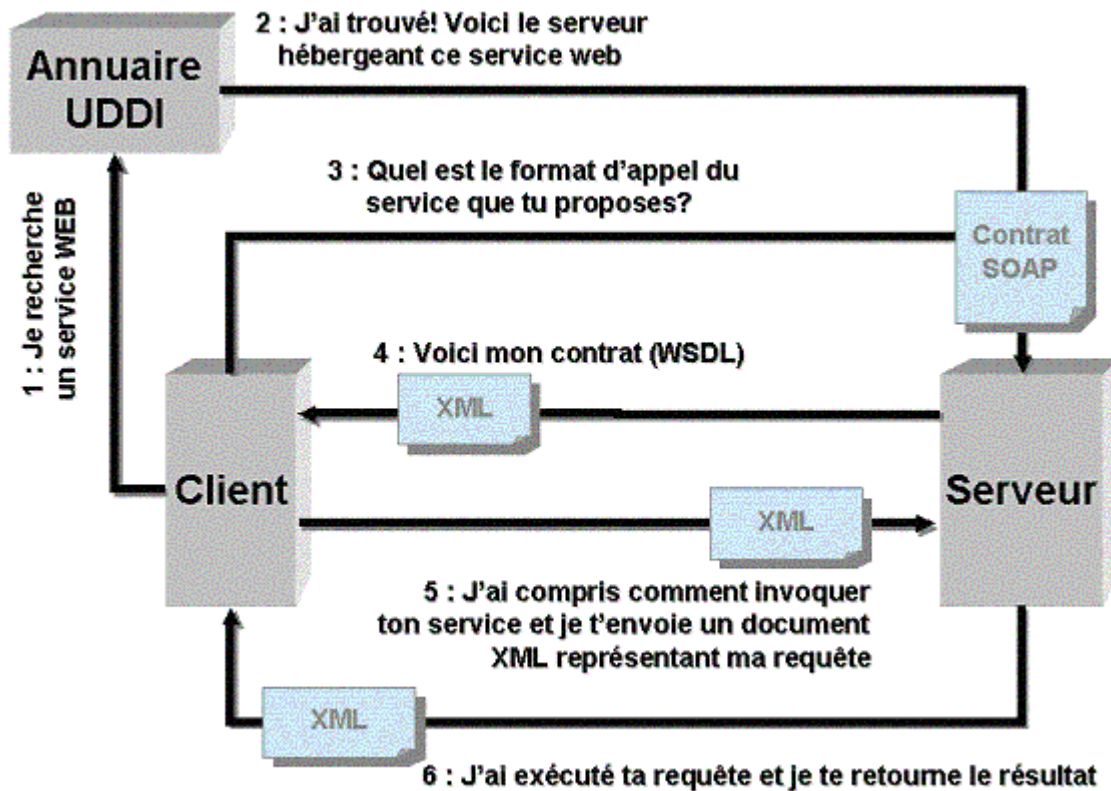 Annuaire
UDDI
2 : J'ai trouvé! Voici le serveur
hébergeant ce service web
1 : Je recherche
un service WEB
3 : Quel est le format d'appel du
service que tu proposes?
Contrat
SOAP
4 : Voici mon contrat (WSDL)
XML
Client
Serveur
XML
5 : J'ai compris comment invoquer
ton service et je t'envoie un document
XML représentant ma requête
XML
6 : J'ai exécuté ta requête et je te retourne le résultat